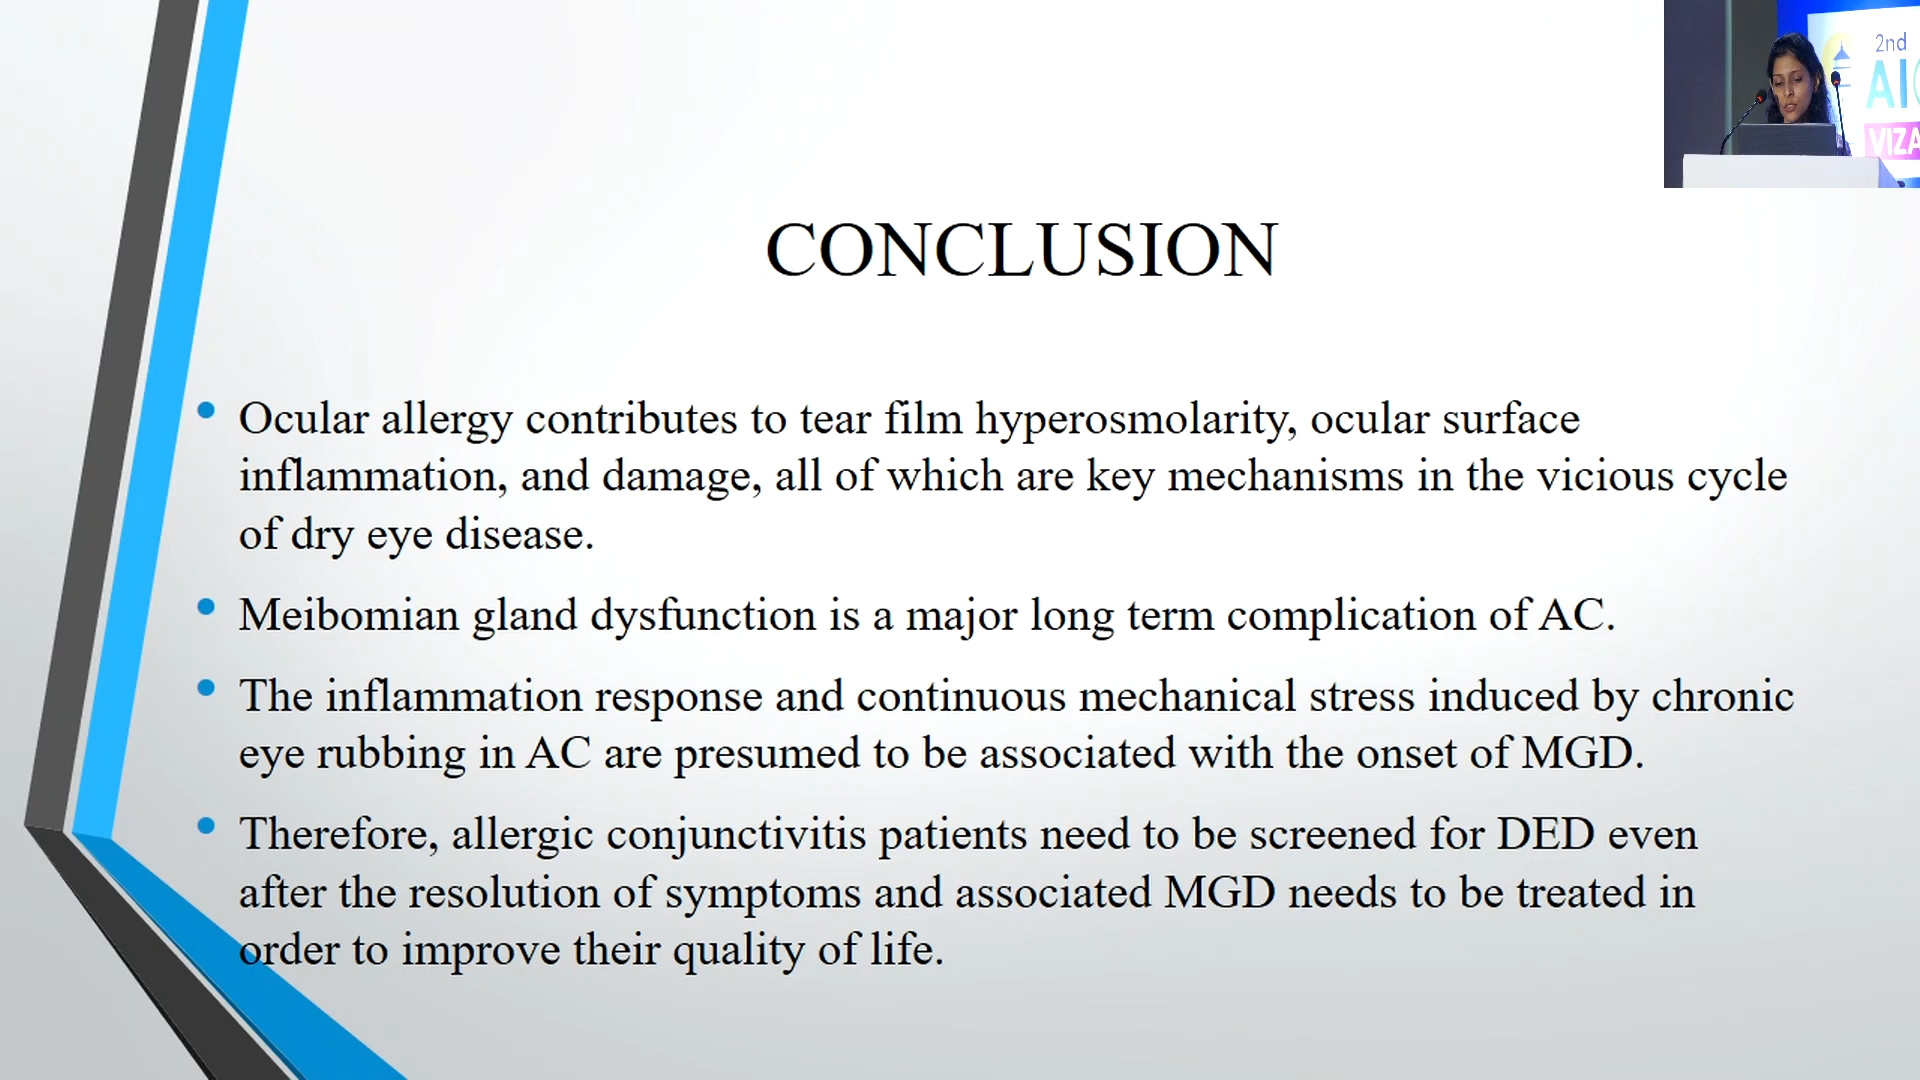 2nd
AI
VIZA
CONCLUSION
• Ocular allergy contributes to tear film hyperosmolarity, ocular surface
inflammation, and damage, all of which are key mechanisms in the vicious cycle
of dry eye disease.
• Meibomian gland dysfunction is a major long term complication of AC.
• The inflammation response and continuous mechanical stress induced by chronic
eye rubbing in AC are presumed to be associated with the onset of MGD.
• Therefore, allergic conjunctivitis patients need to be screened for DED even
after the resolution of symptoms and associated MGD needs to be treated in
order to improve their quality of life.